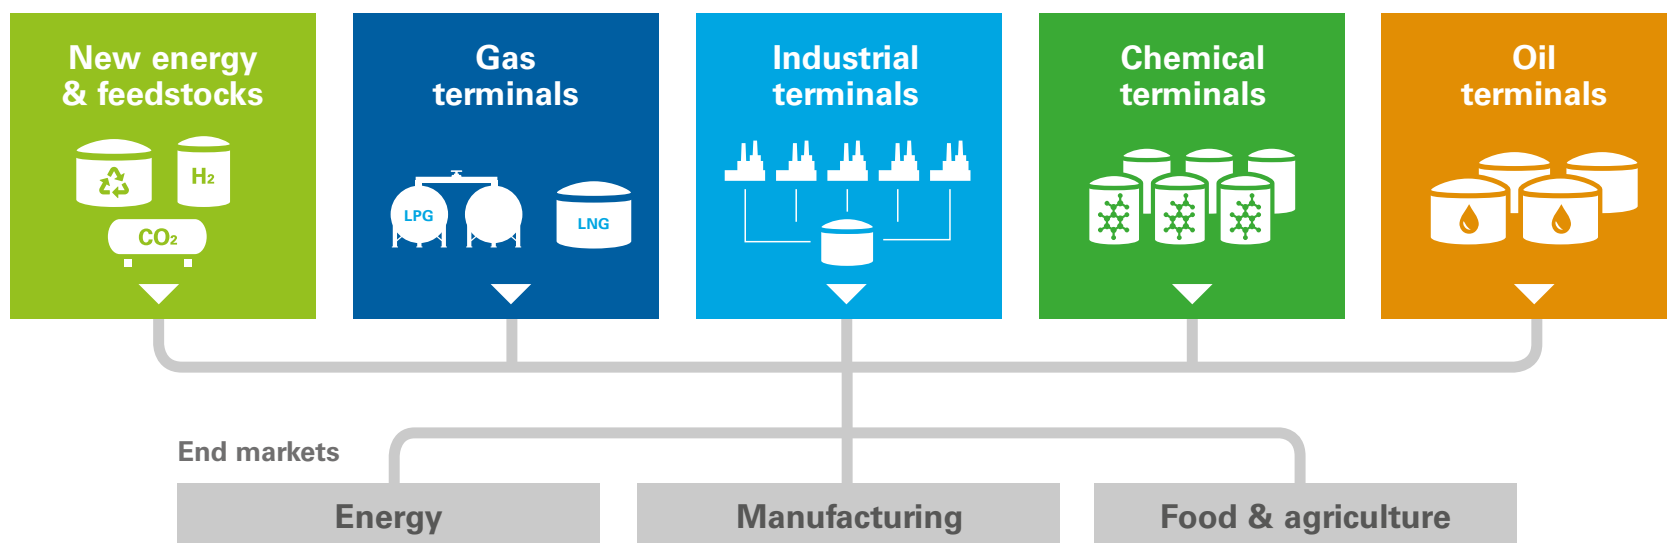 New energy
& feedstocks
Gas
terminals
Industrial
terminals
Chemical
terminals
Oil
terminals
H₂
CO₂
LPG
LNG
End markets
Energy
Manufacturing
Food & agriculture